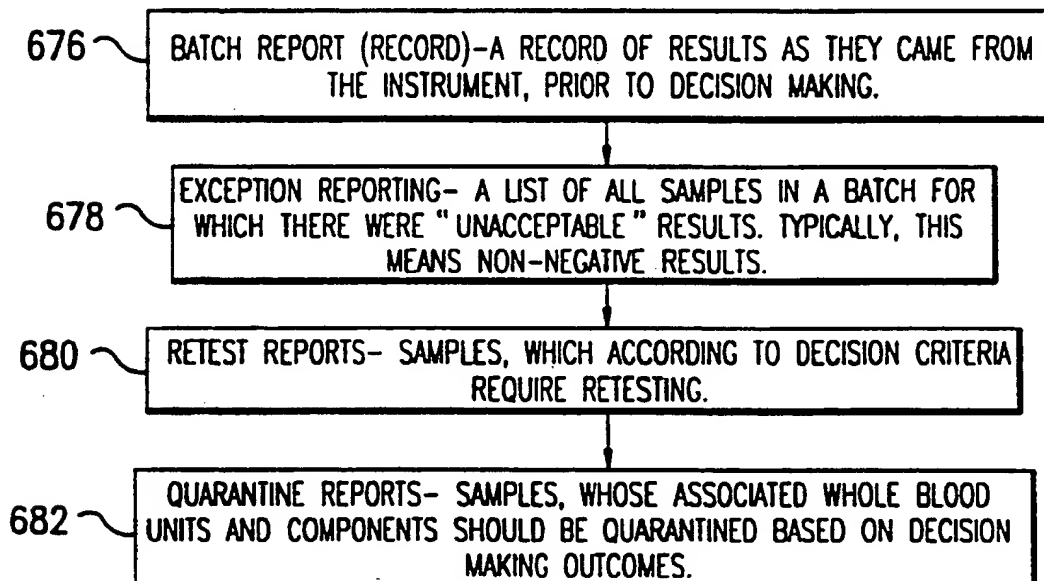 676
BATCH REPORT (RECORD)-A RECORD OF RESULTS AS THEY CAME FROM
THE INSTRUMENT, PRIOR TO DECISION MAKING.
678
EXCEPTION REPORTING- A LIST OF ALL SAMPLES IN A BATCH FOR
WHICH THERE WERE "UNACCEPTABLE" RESULTS. TYPICALLY, THIS
MEANS NON-NEGATIVE RESULTS.
680
RETEST REPORTS- SAMPLES, WHICH ACCORDING TO DECISION CRITERIA
REQUIRE RETESTING.
682
QUARANTINE REPORTS- SAMPLES, WHOSE ASSOCIATED WHOLE BLOOD
UNITS AND COMPONENTS SHOULD BE QUARANTINED BASED ON DECISION
MAKING OUTCOMES.